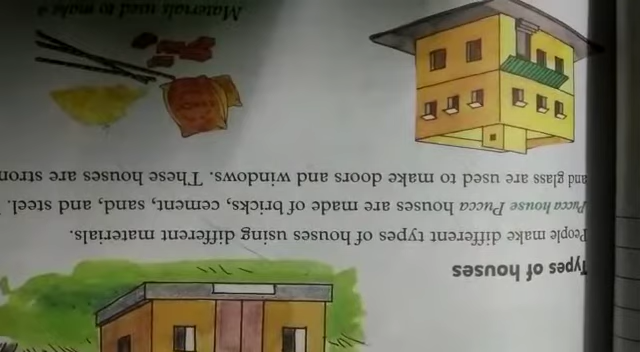 Types of houses
People make different types of houses using different materials.
Pucca house Pucca houses are made of bricks, cement, sand, and steel.
and glass are used to make doors and windows. These houses are stron
Materials used to make a